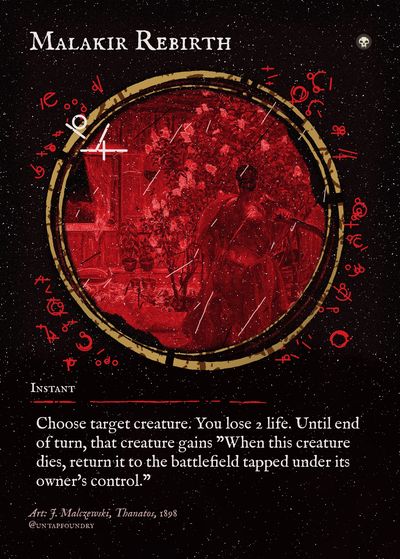 Malakir Rebirth
Instant
Choose target creature. You lose 2 life. Until end
of turn, that creature gains "When this creature
dies, return it to the battlefield tapped under its
owner's control."
Art: J. Malczewski, Thanatos, 1898
@untapfoundry